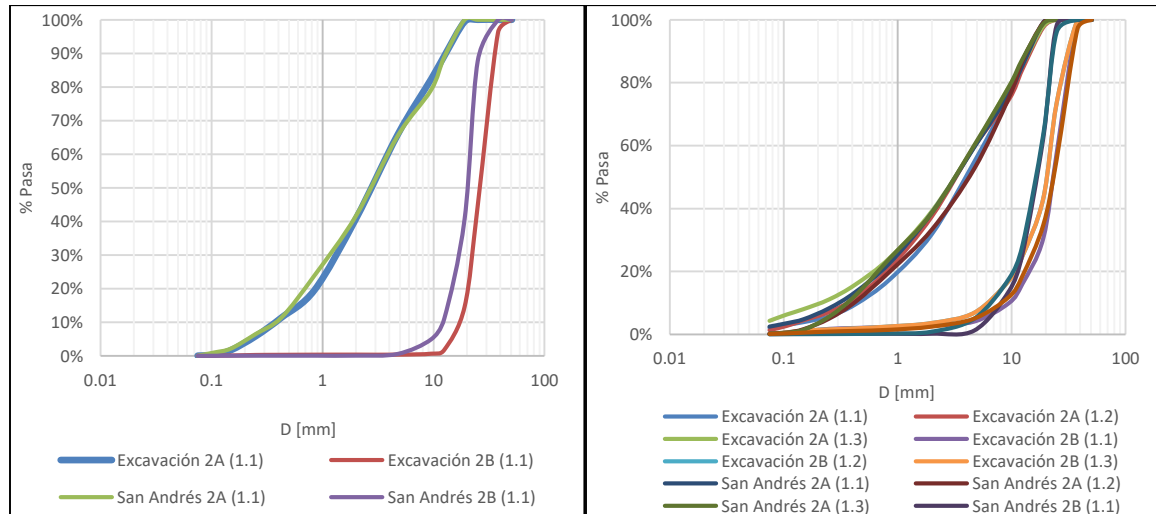 100%
90%
80%
70%
60%
50%
40%
30%
20%
10%
0%
% Pasa
0.01 0.1 1 10 100
D [mm]
Excavación 2A (1.1) Excavación 2B (1.1)
San Andrés 2A (1.1) San Andrés 2B (1.1)
100%
80%
60%
40%
20%
0%
% Pasa
0.01 0.1 1 10 100
D [mm]
Excavación 2A (1.1) Excavación 2A (1.2)
Excavación 2A (1.3) Excavación 2B (1.1)
Excavación 2B (1.2) Excavación 2B (1.3)
San Andrés 2A (1.1) San Andrés 2A (1.2)
San Andrés 2A (1.3) San Andrés 2B (1.1)